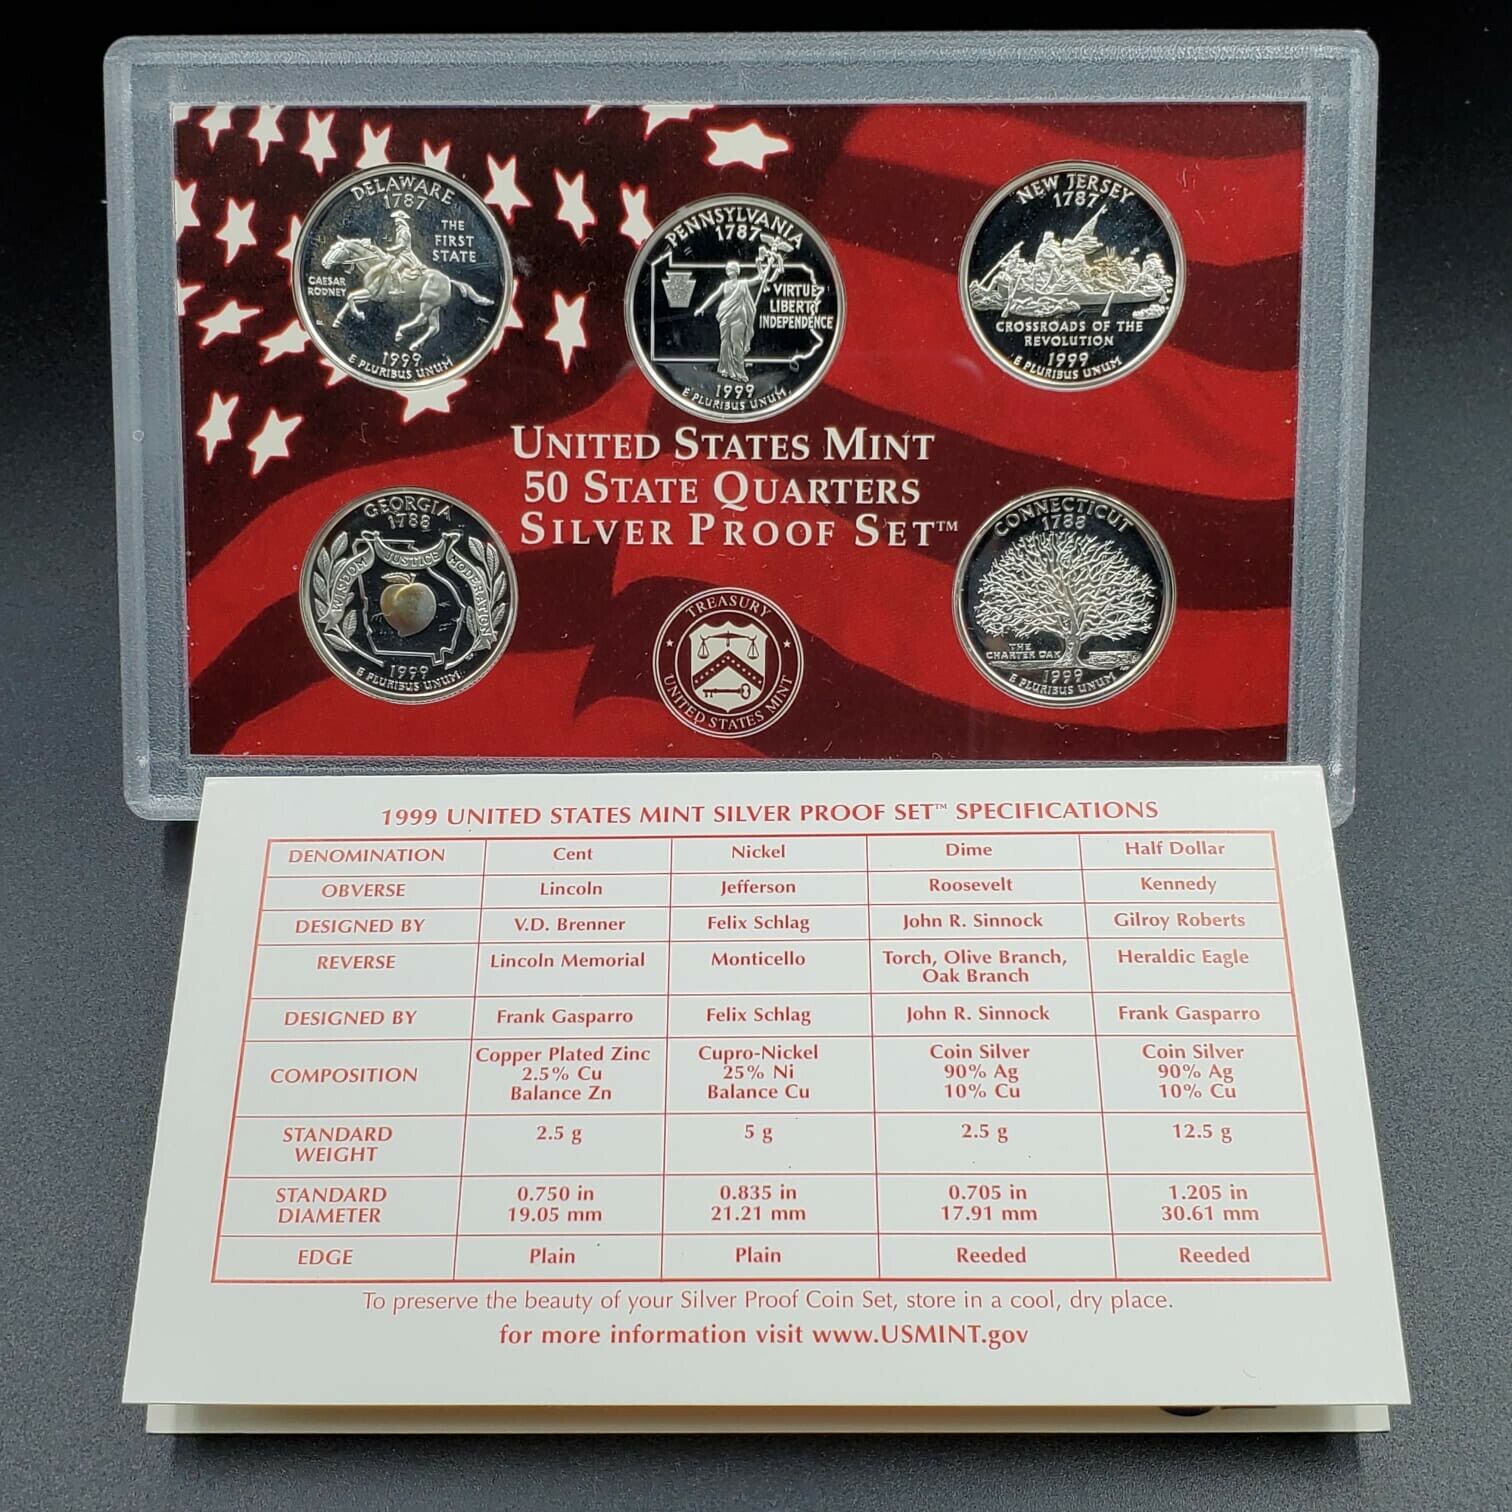 DELAWARE
1787
THE
FIRST
STATE
CAESAR
RODNEY
1999
E PLURIBUS UNUM
PENNSYLVANIA
1787
VIRTUE
LIBERTY
INDEPENDENCE
1999
E PLURIBUS UNUM
NEW JERSEY
1787
CROSSROADS OF THE
REVOLUTION
1999
E PLURIBUS UNUM
UNITED STATES MINT
50 STATE QUARTERS
SILVER PROOF SET™
GEORGIA
1788
WISDOM JUSTICE MODERATION
1999
E PLURIBUS UNUM
TREASURY
UNITED STATES MINT
CONNECTICUT
1788
THE
CHARTER OAK
1999
E PLURIBUS UNUM
1999 UNITED STATES MINT SILVER PROOF SET™ SPECIFICATIONS
DENOMINATION Cent Nickel Dime Half Dollar
OBVERSE Lincoln Jefferson Roosevelt Kennedy
DESIGNED BY V.D. Brenner Felix Schlag John R. Sinnock Gilroy Roberts
REVERSE Lincoln Memorial Monticello Torch, Olive Branch, Heraldic Eagle
Oak Branch
DESIGNED BY Frank Gasparro Felix Schlag John R. Sinnock Frank Gasparro
Copper Plated Zinc Cupro-Nickel Coin Silver Coin Silver
COMPOSITION 2.5% Cu 25% Ni 90% Ag 90% Ag
Balance Zn Balance Cu 10% Cu 10% Cu
STANDARD 2.5 g 5 g 2.5 g 12.5 g
WEIGHT
STANDARD 0.750 in 0.835 in 0.705 in 1.205 in
DIAMETER 19.05 mm 21.21 mm 17.91 mm 30.61 mm
EDGE Plain Plain Reeded Reeded
To preserve the beauty of your Silver Proof Coin Set, store in a cool, dry place.
for more information visit www.USMINT.gov